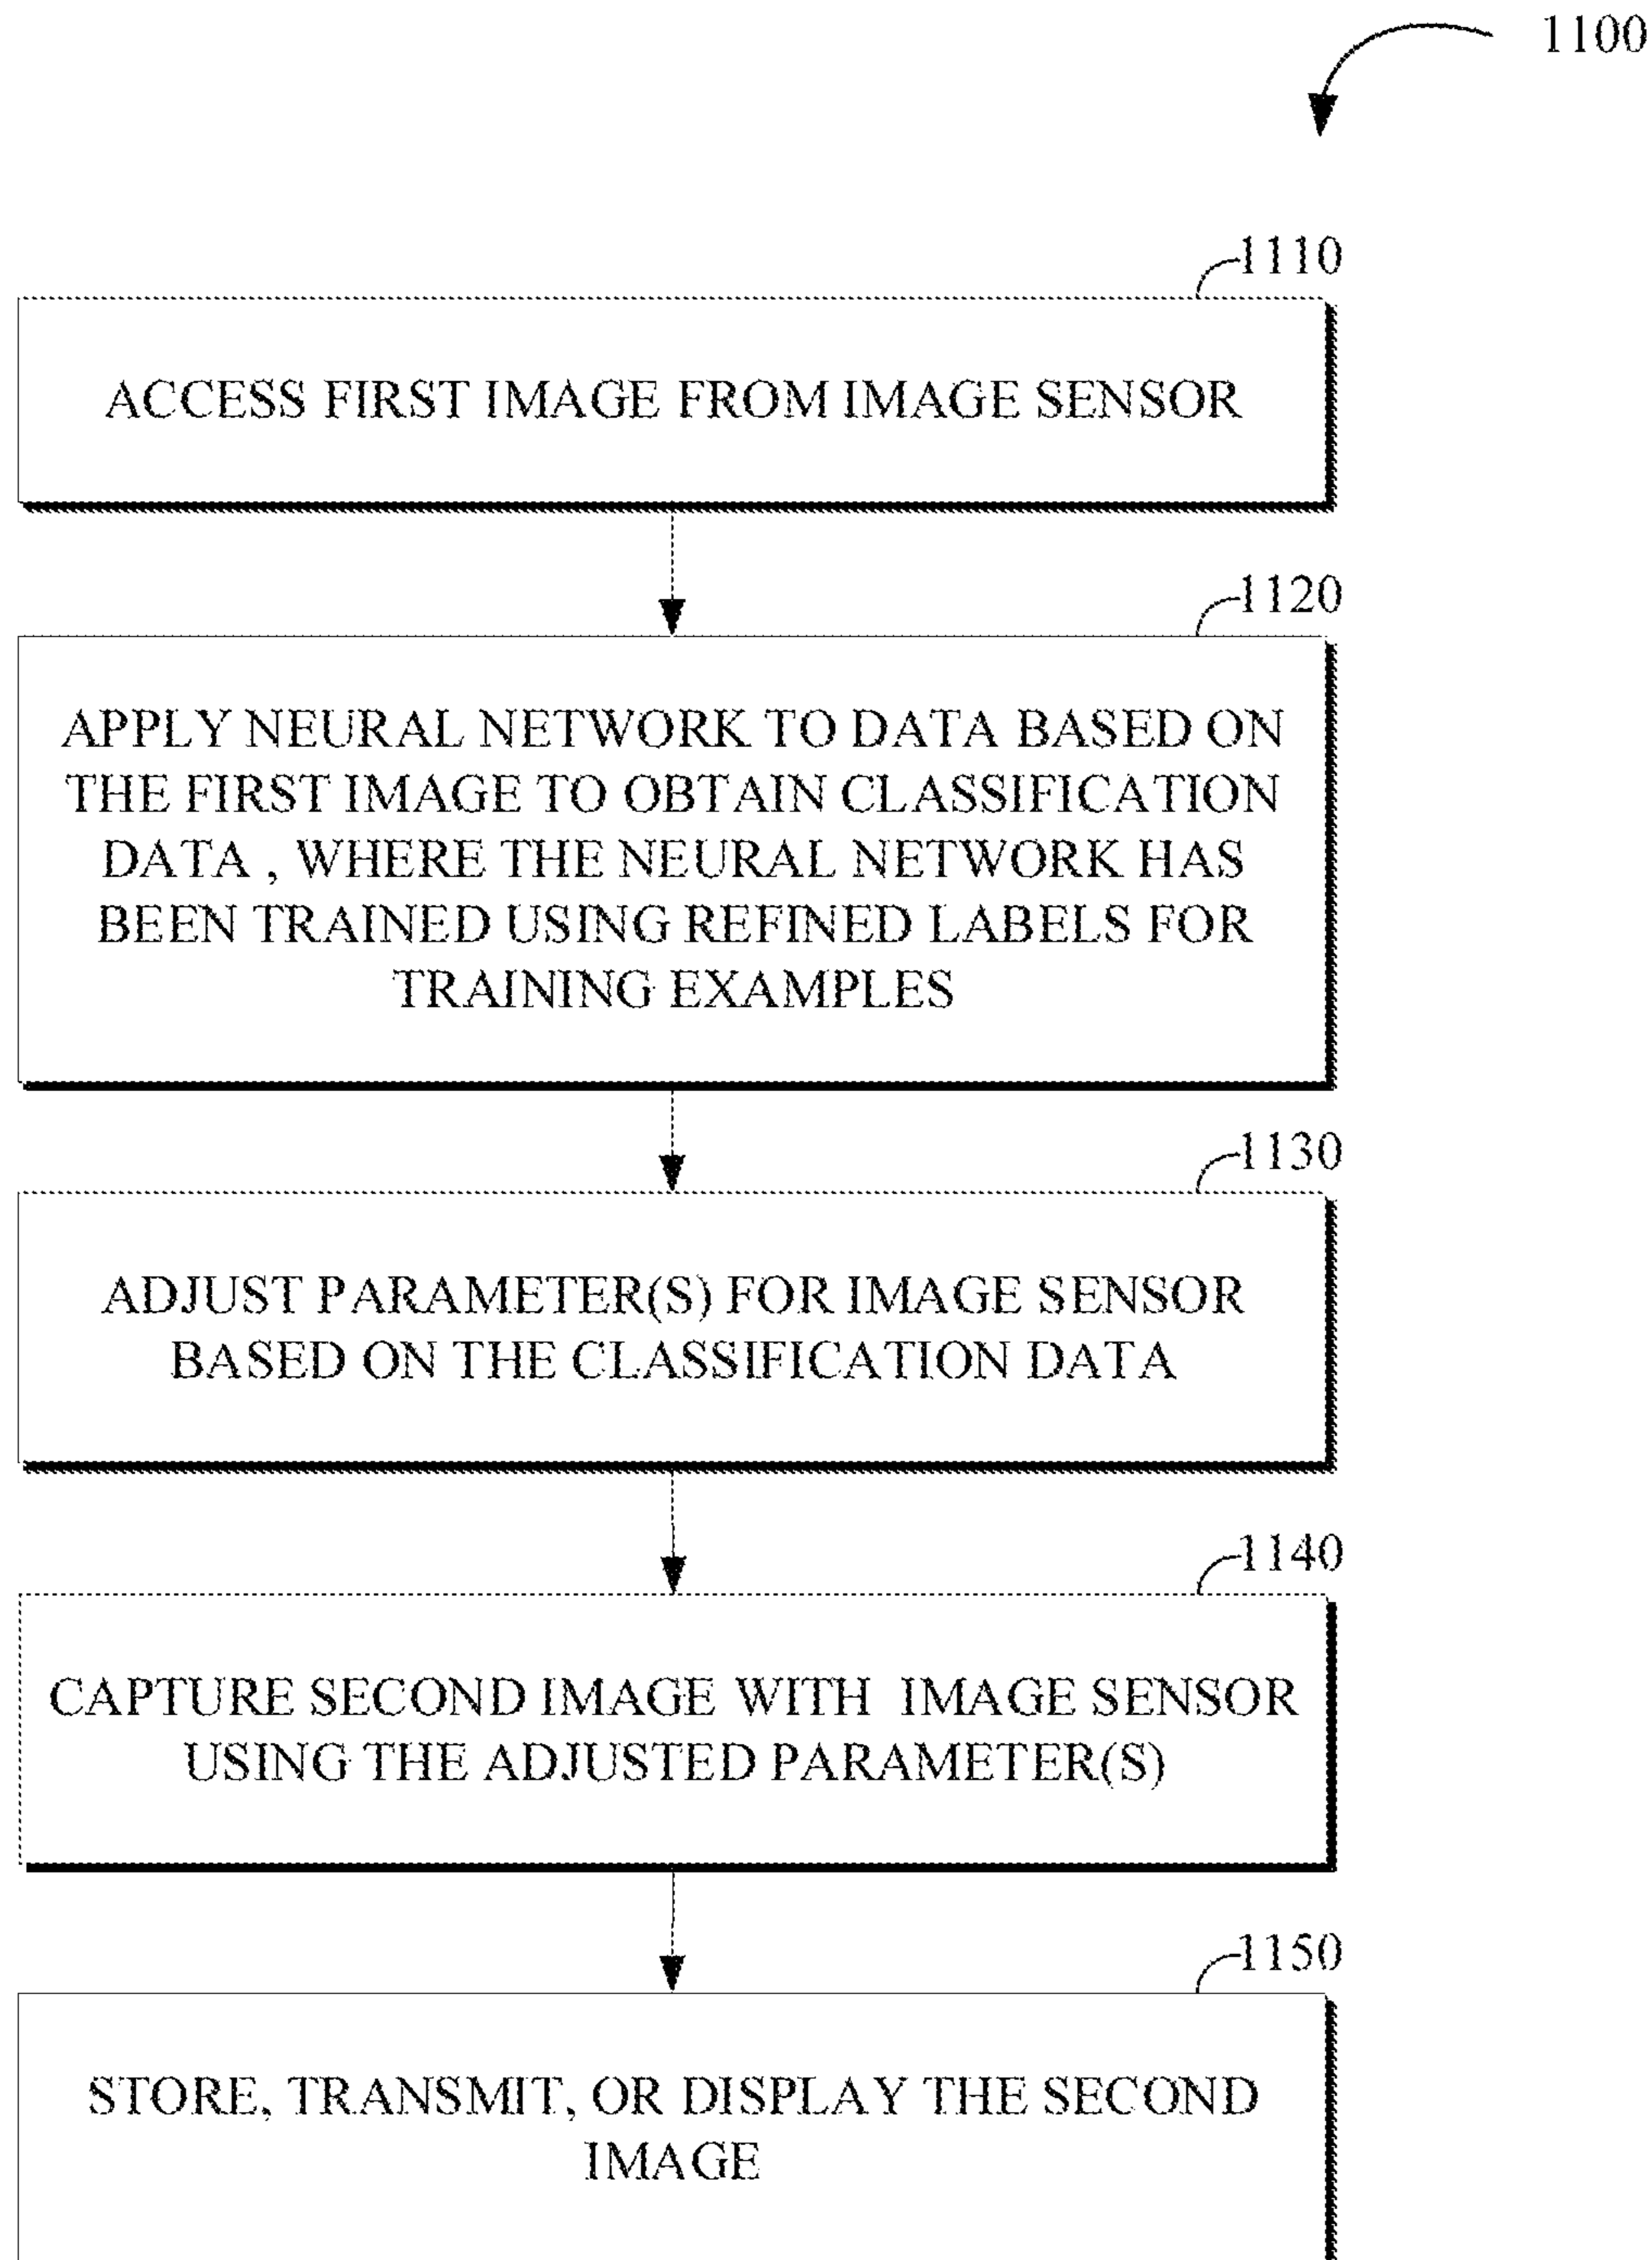 1100
1110
ACCESS FIRST IMAGE FROM IMAGE SENSOR
1120
APPLY NEURAL NETWORK TO DATA BASED ON
THE FIRST IMAGE TO OBTAIN CLASSIFICATION
DATA , WHERE THE NEURAL NETWORK HAS
BEEN TRAINED USING REFINED LABELS FOR
TRAINING EXAMPLES
1130
ADJUST PARAMETER(S) FOR IMAGE SENSOR
BASED ON THE CLASSIFICATION DATA
1140
CAPTURE SECOND IMAGE WITH IMAGE SENSOR
USING THE ADJUSTED PARAMETER(S)
1150
STORE, TRANSMIT, OR DISPLAY THE SECOND
IMAGE